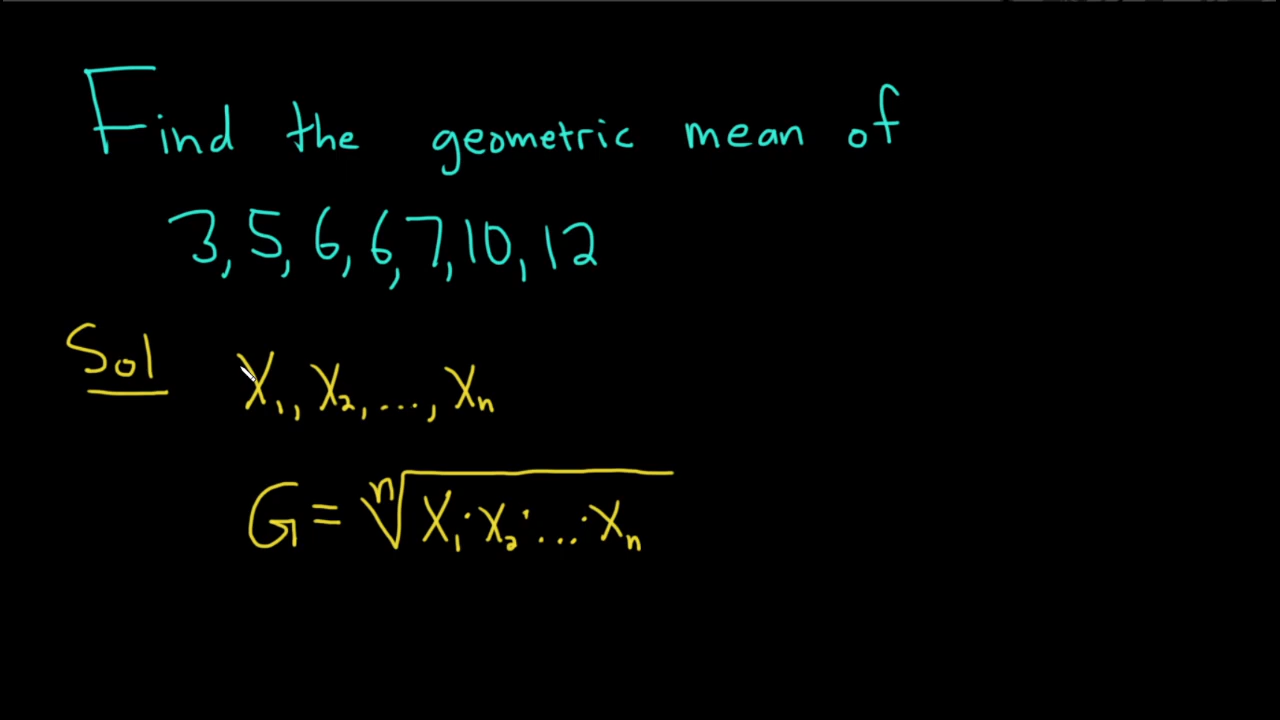 Find the geometric mean of
3, 5, 6, 6, 7, 10, 12
Sol X₁, X₂, ..., Xₙ
G = ⁿ√(X₁·X₂·...·Xₙ)